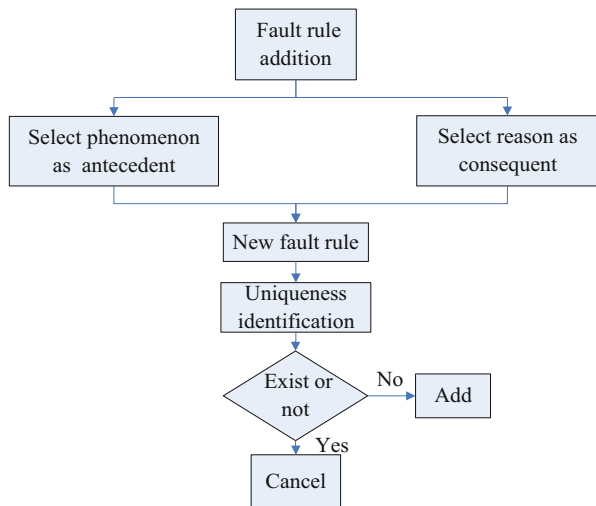 Fault rule
addition
Select phenomenon
as antecedent
Select reason as
consequent
New fault rule
Uniqueness
identification
Exist or
not
No
Add
Yes
Cancel